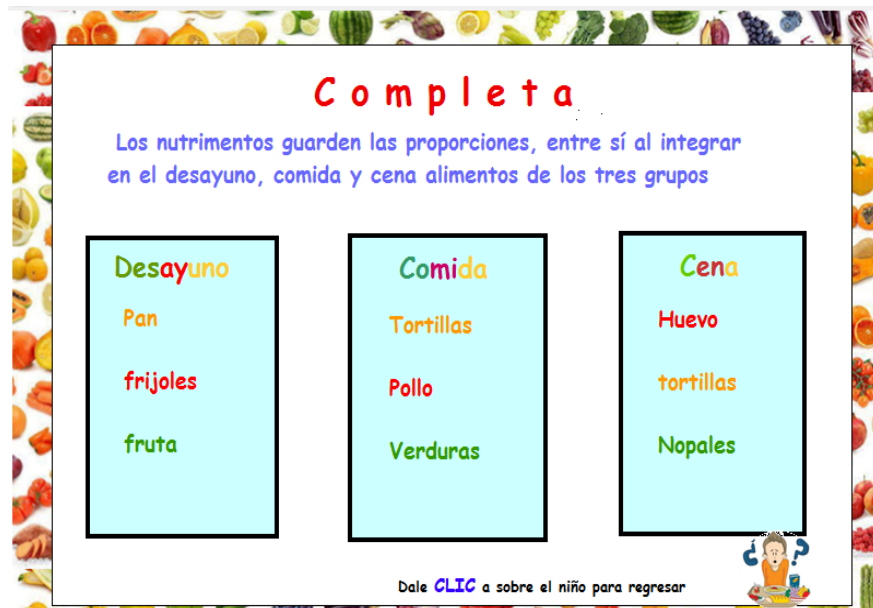 Completa
Los nutrimentos guarden las proporciones, entre sí al integrar
en el desayuno, comida y cena alimentos de los tres grupos
Desayuno
Pan
frijoles
fruta
Comida
Tortillas
Pollo
Verduras
Cena
Huevo
tortillas
Nopales
¿?
Dale CLIC a sobre el niño para regresar